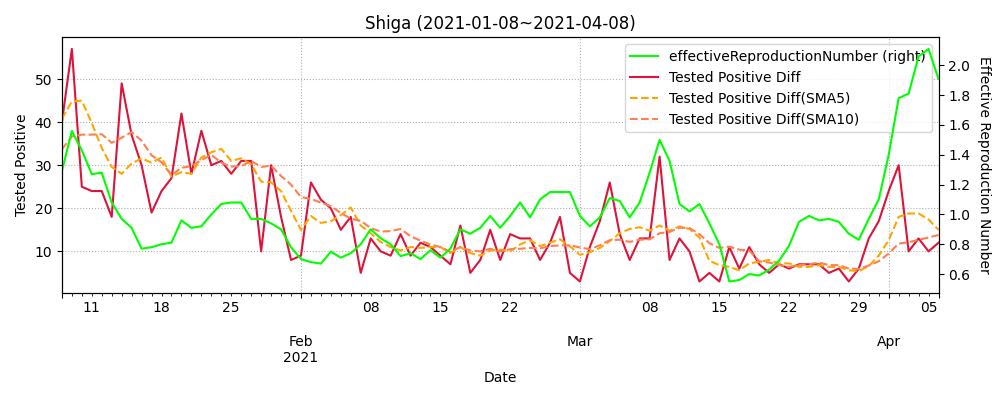 Shiga (2021-01-08~2021-04-08)
effectiveReproductionNumber (right)
Tested Positive Diff
Tested Positive Diff(SMA5)
Tested Positive Diff(SMA10)
Tested Positive
50
40
30
20
10
2.0
1.8
1.6
1.4
1.2
1.0
0.8
0.6
Effective Reproduction Number
11 18 25 08 15 22 08 15 22 29 05
Feb Mar Apr
2021
Date